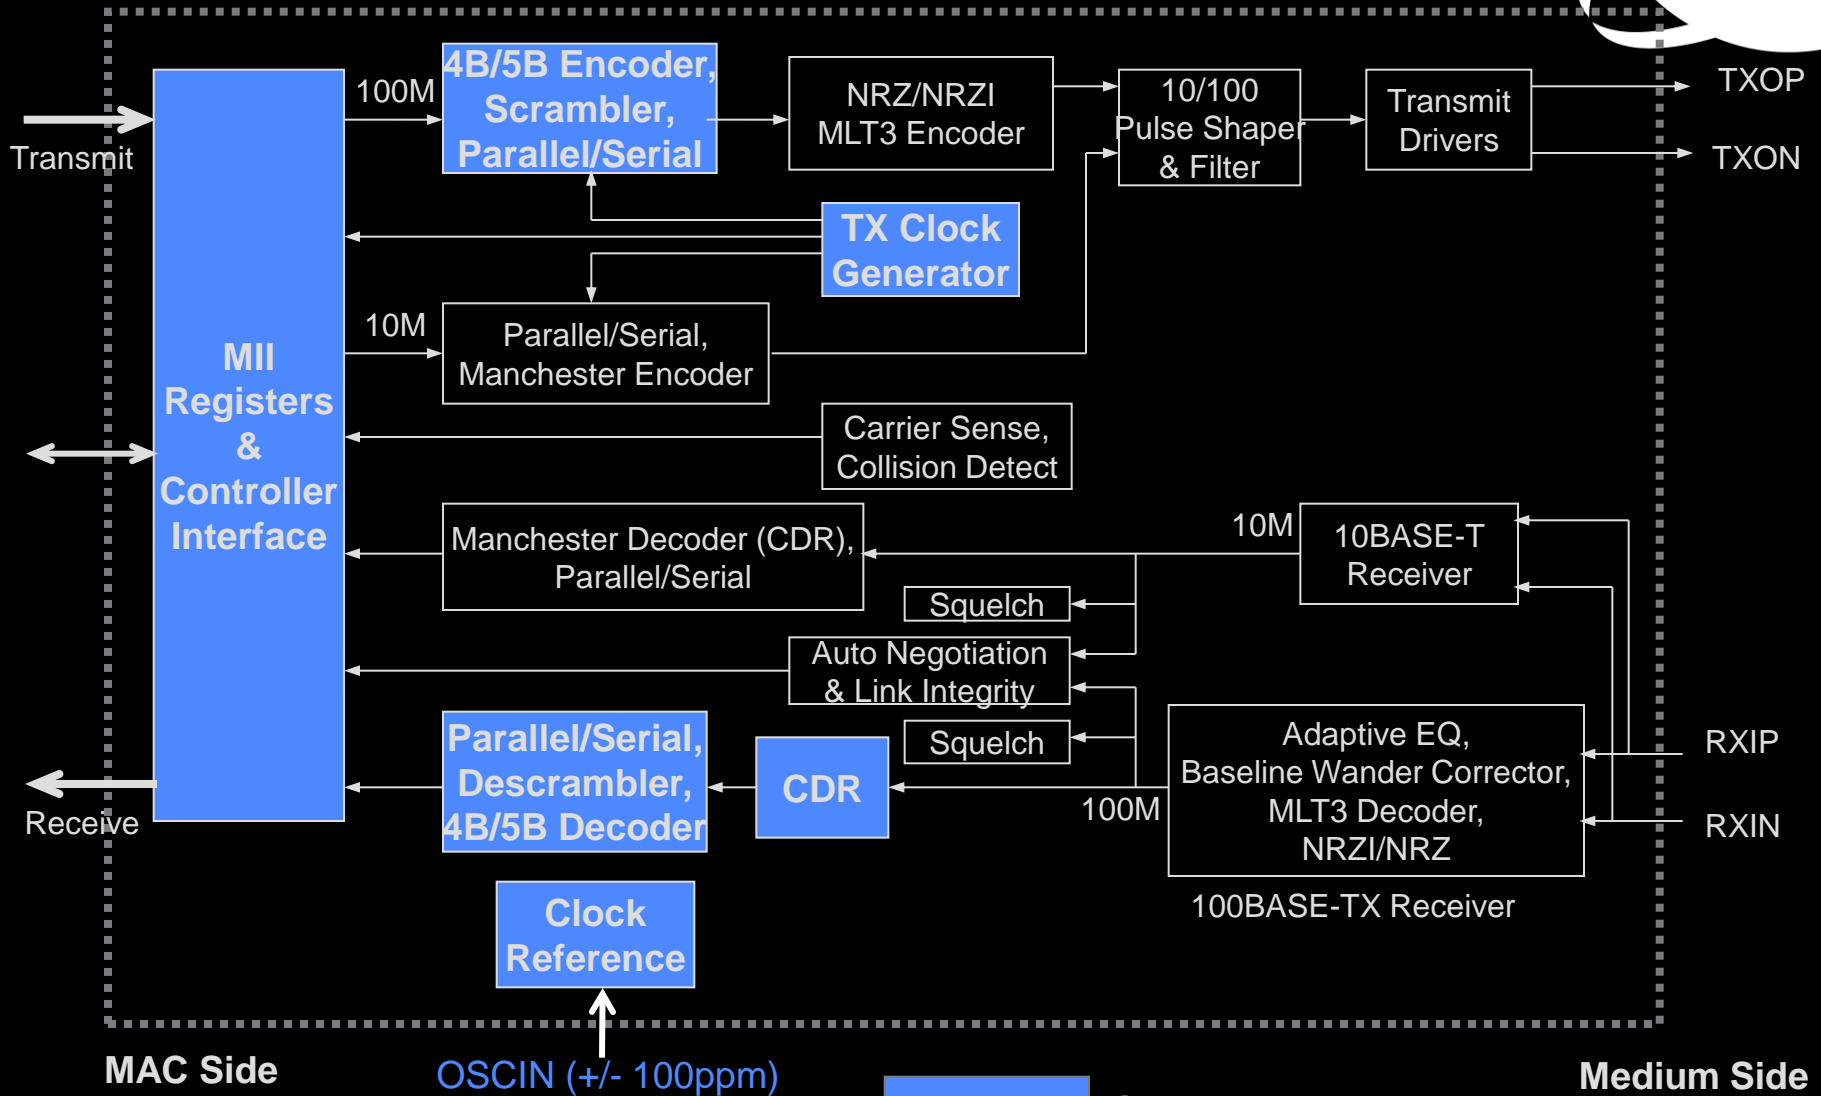 4B/5B Encoder,
Scrambler,
Parallel/Serial
100M
NRZ/NRZI
MLT3 Encoder
10/100
Pulse Shaper
& Filter
Transmit
Drivers
TXOP
TXON
Transmit
TX Clock
Generator
10M
Parallel/Serial,
Manchester Encoder
MII
Registers
&
Controller
Interface
Carrier Sense,
Collision Detect
Manchester Decoder (CDR),
Parallel/Serial
10M
10BASE-T
Receiver
Squelch
Auto Negotiation
& Link Integrity
Squelch
Parallel/Serial,
Descrambler,
4B/5B Decoder
CDR
100M
Adaptive EQ,
Baseline Wander Corrector,
MLT3 Decoder,
NRZI/NRZ
RXIP
RXIN
Receive
100BASE-TX Receiver
Clock
Reference
MAC Side
OSCIN (+/- 100ppm)
Medium Side